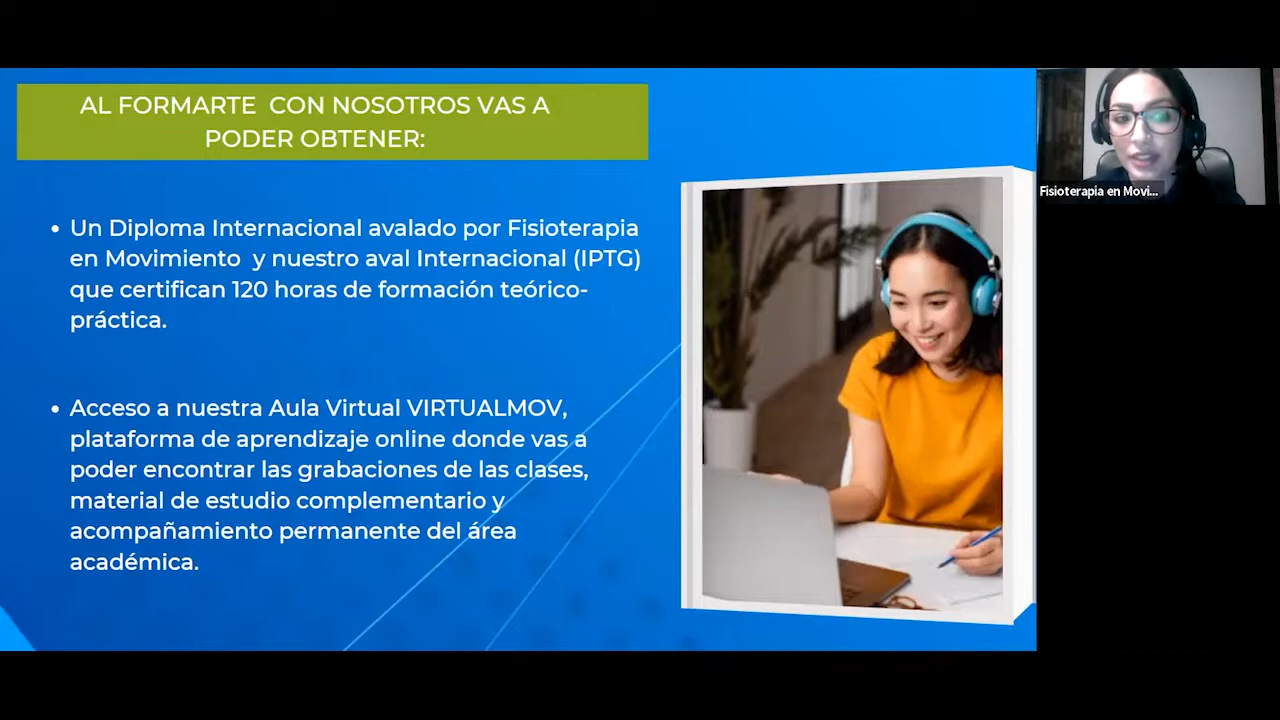 AL FORMARTE CON NOSOTROS VAS A
PODER OBTENER:
• Un Diploma Internacional avalado por Fisioterapia
en Movimiento y nuestro aval Internacional (IPTG)
que certifican 120 horas de formación teórico-
práctica.
• Acceso a nuestra Aula Virtual VIRTUALMOV,
plataforma de aprendizaje online donde vas a
poder encontrar las grabaciones de las clases,
material de estudio complementario y
acompañamiento permanente del área
académica.
Fisioterapia en Movi...